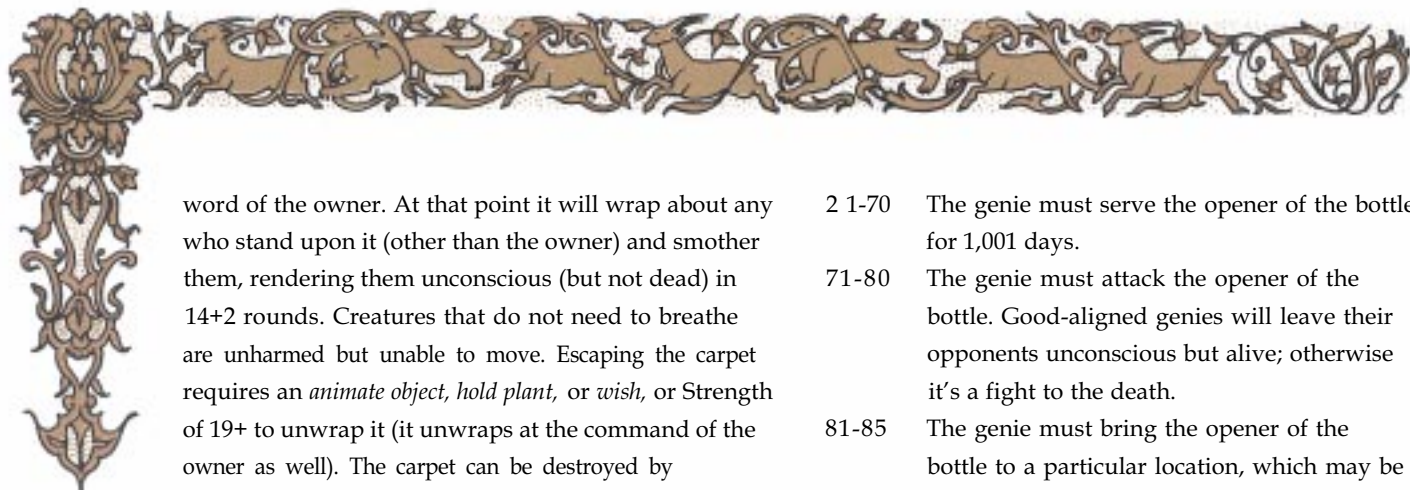 word of the owner. At that point it will wrap about any
who stand upon it (other than the owner) and smother
them, rendering them unconscious (but not dead) in
14+2 rounds. Creatures that do not need to breathe
are unharmed but unable to move. Escaping the carpet
requires an animate object, hold plant, or wish, or Strength
of 19+ to unwrap it (it unwraps at the command of the
owner as well). The carpet can be destroyed by
2 1-70 The genie must serve the opener of the bottle
for 1,001 days.
71-80 The genie must attack the opener of the
bottle. Good-aligned genies will leave their
opponents unconscious but alive; otherwise
it's a fight to the death.
81-85 The genie must bring the opener of the
bottle to a particular location, which may be